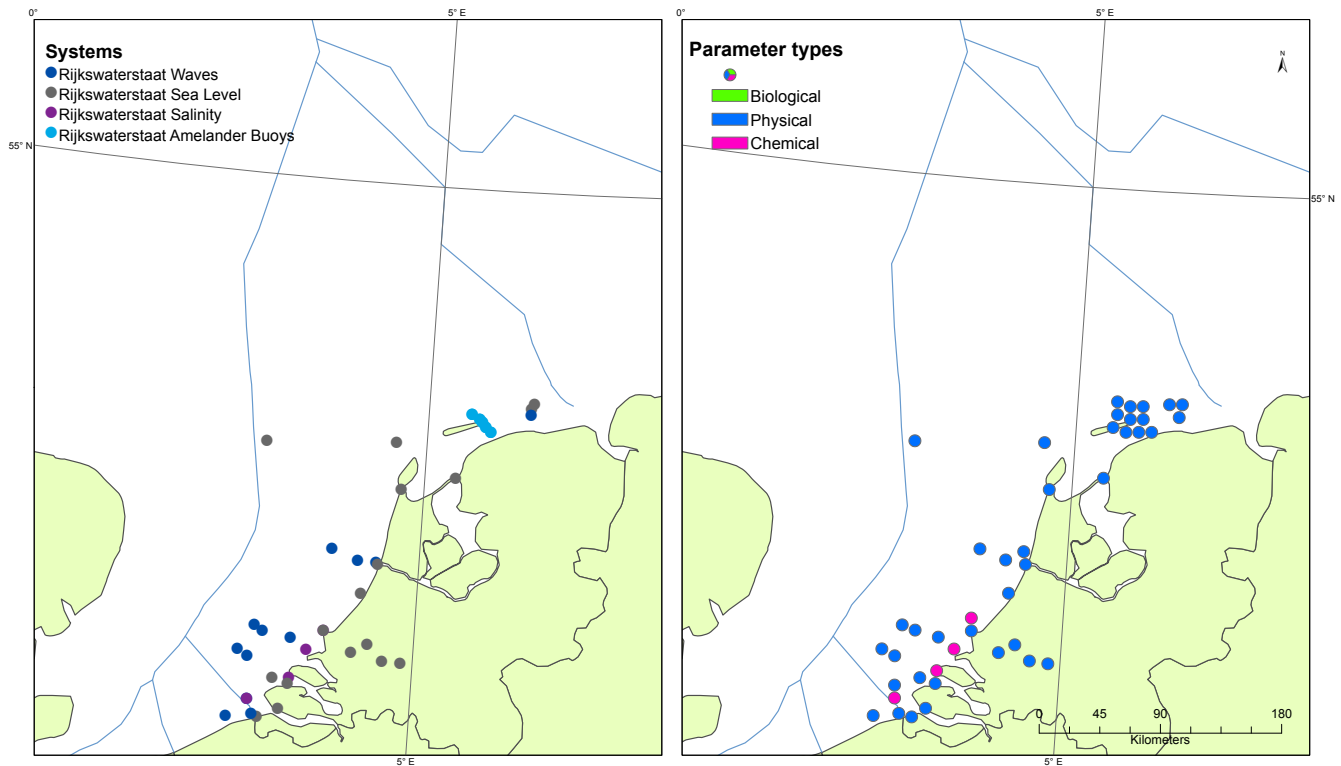 0°
5° E
0°
5° E
Systems
Rijkswaterstaat Waves
Rijkswaterstaat Sea Level
Rijkswaterstaat Salinity
Rijkswaterstaat Amelander Buoys
55° N
5° E
Parameter types
N
Biological
Physical
Chemical
55° N
0 45 90 180
Kilometers
5° E